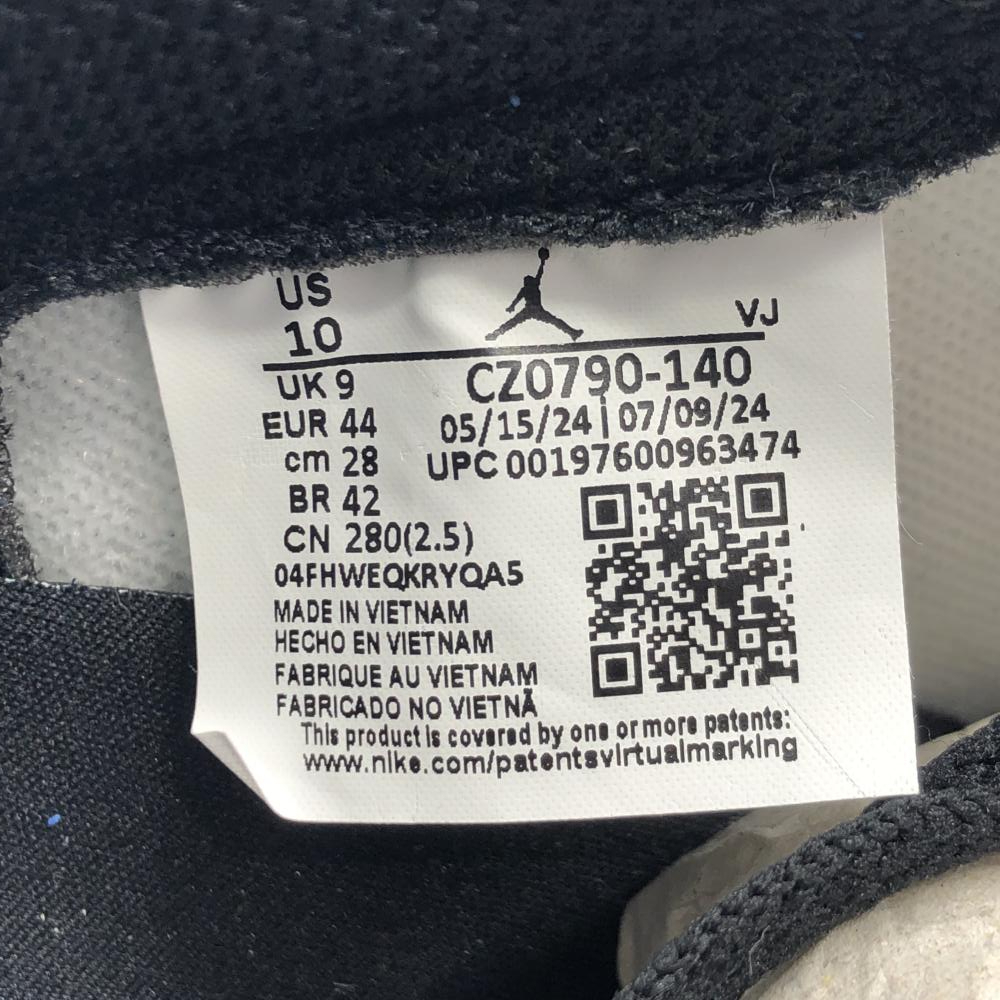 US
10
VJ
UK 9
CZ0790-140
EUR 44
05/15/24 | 07/09/24
cm 28
UPC 00197600963474
BR 42
CN 280(2.5)
04FHWEQKRYQA5
MADE IN VIETNAM
HECHO EN VIETNAM
FABRIQUE AU VIETNAM
FABRICADO NO VIETNÃ
This product is covered by one or more patents:
www.nike.com/patentsvirtualmarking